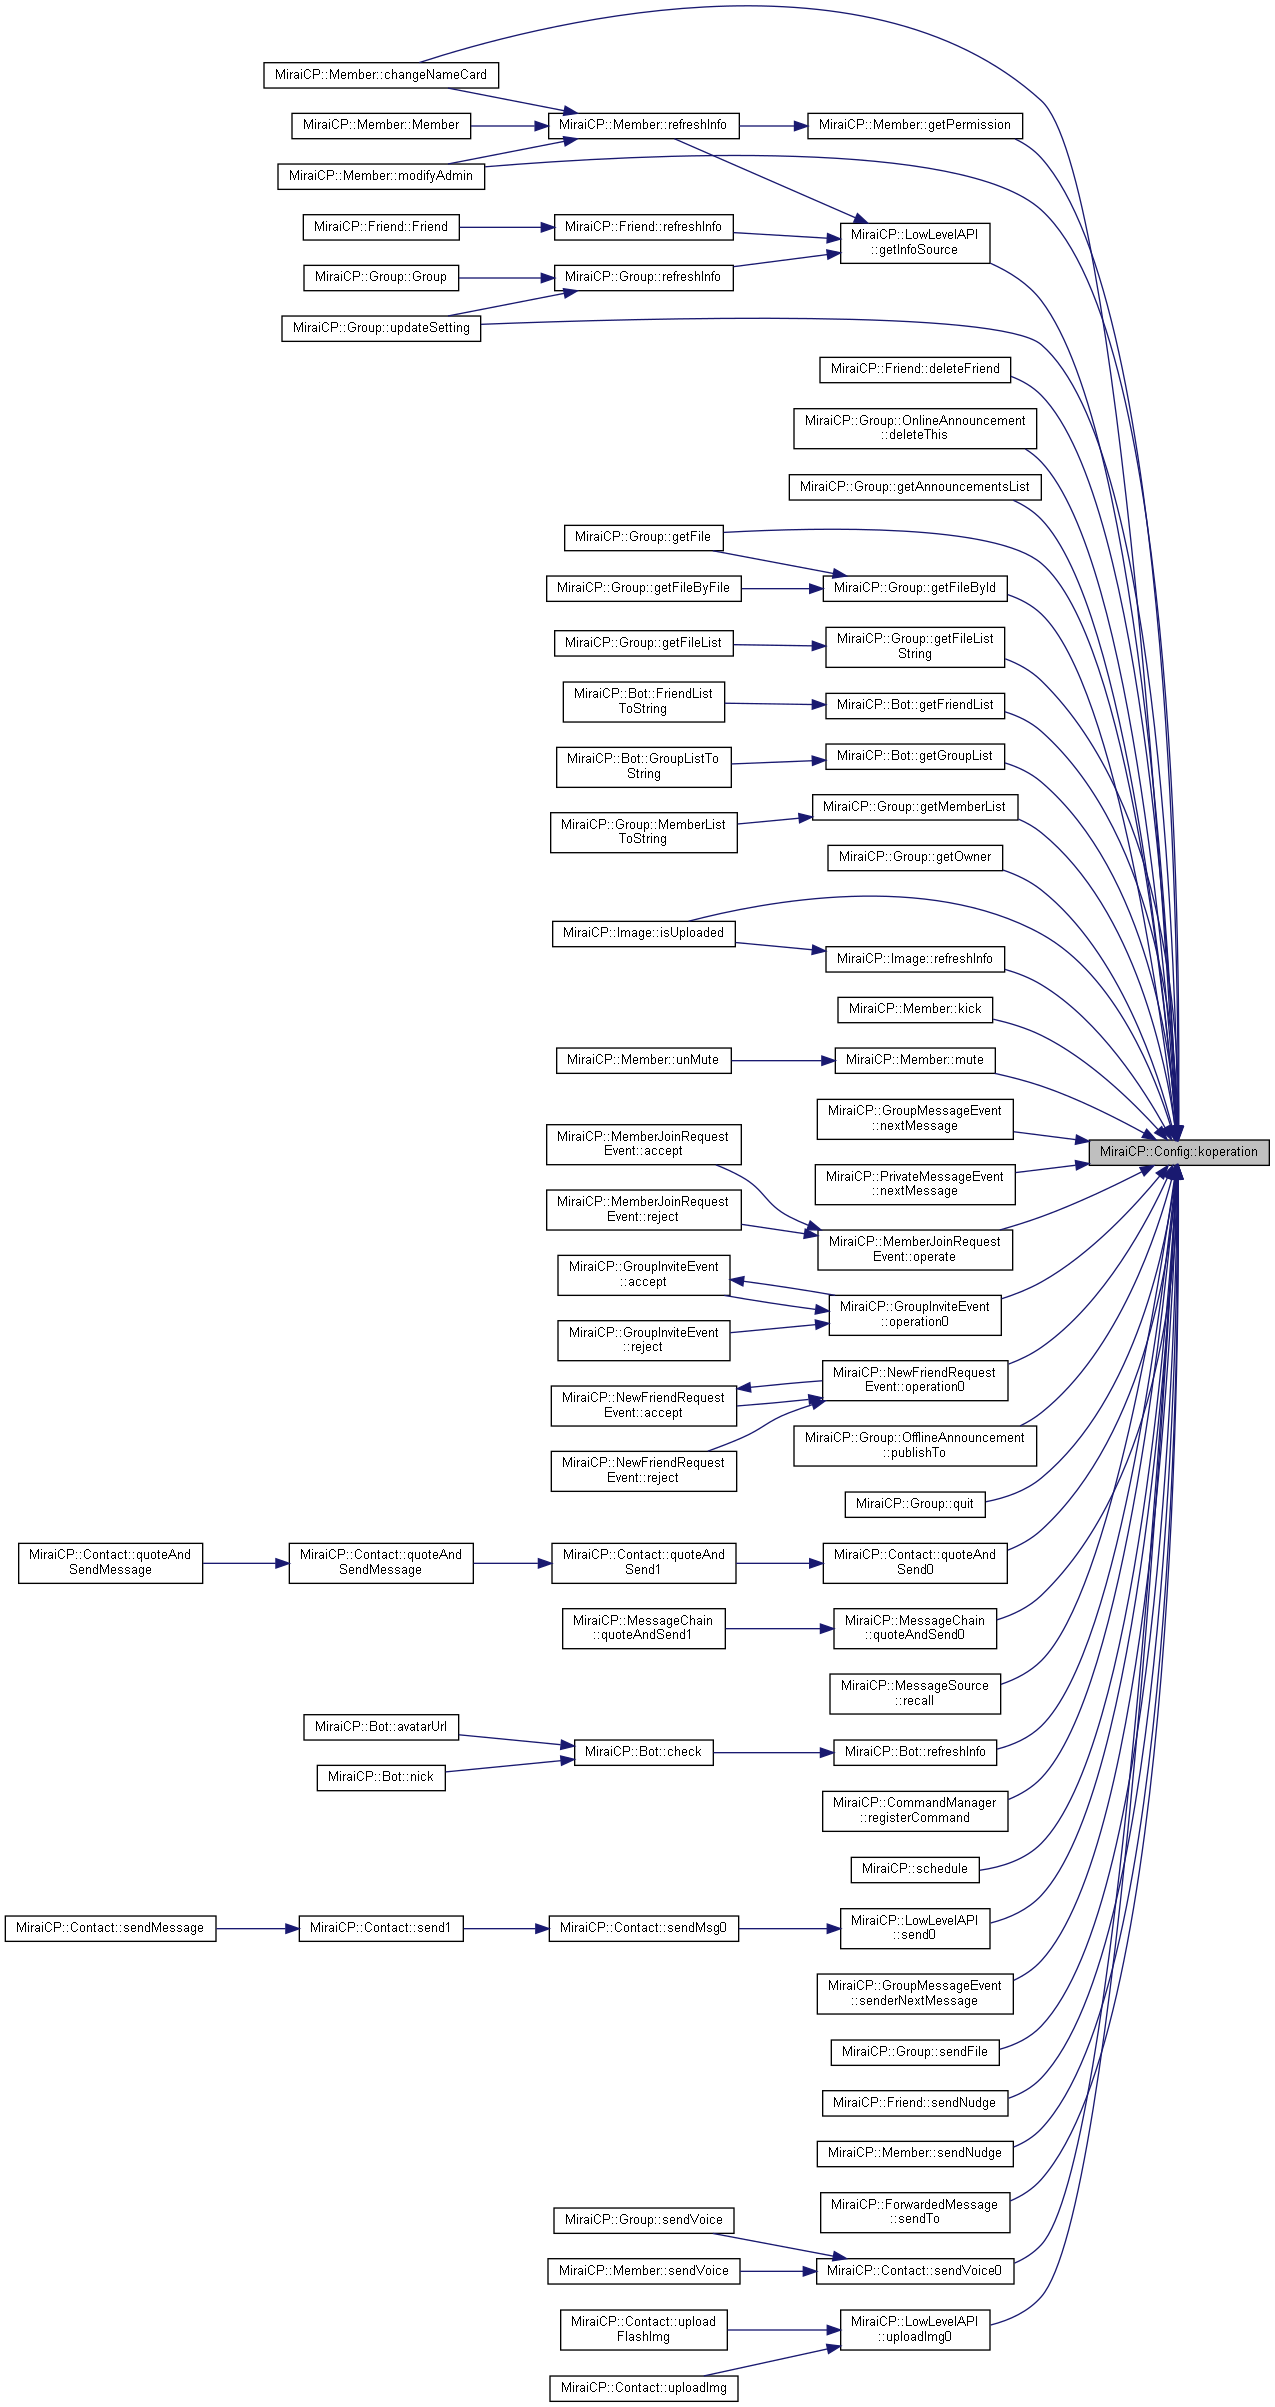 MiraiCP::Member::changeNameCard
MiraiCP::Member::Member
MiraiCP::Member::refreshInfo
MiraiCP::Member::getPermission
MiraiCP::Member::modifyAdmin
MiraiCP::Friend::Friend
MiraiCP::Friend::refreshInfo
MiraiCP::LowLevelAPI
::getInfoSource
MiraiCP::Group::Group
MiraiCP::Group::refreshInfo
MiraiCP::Group::updateSetting
MiraiCP::Friend::deleteFriend
MiraiCP::Group::OnlineAnnouncement
::deleteThis
MiraiCP::Group::getAnnouncementsList
MiraiCP::Group::getFile
MiraiCP::Group::getFileByFile
MiraiCP::Group::getFileById
MiraiCP::Group::getFileList
MiraiCP::Group::getFileList
String
MiraiCP::Bot::FriendList
ToString
MiraiCP::Bot::getFriendList
MiraiCP::Bot::GroupListTo
String
MiraiCP::Bot::getGroupList
MiraiCP::Group::MemberList
ToString
MiraiCP::Group::getMemberList
MiraiCP::Group::getOwner
MiraiCP::Image::isUploaded
MiraiCP::Image::refreshInfo
MiraiCP::Member::kick
MiraiCP::Member::unMute
MiraiCP::Member::mute
MiraiCP::GroupMessageEvent
::nextMessage
MiraiCP::Config::koperation
MiraiCP::PrivateMessageEvent
::nextMessage
MiraiCP::MemberJoinRequest
Event::accept
MiraiCP::MemberJoinRequest
Event::reject
MiraiCP::MemberJoinRequest
Event::operate
MiraiCP::GroupInviteEvent
::accept
MiraiCP::GroupInviteEvent
::operation0
MiraiCP::GroupInviteEvent
::reject
MiraiCP::NewFriendRequest
Event::operation0
MiraiCP::NewFriendRequest
Event::accept
MiraiCP::NewFriendRequest
Event::reject
MiraiCP::Group::OfflineAnnouncement
::publishTo
MiraiCP::Group::quit
MiraiCP::Contact::quoteAnd
SendMessage
MiraiCP::Contact::quoteAnd
SendMessage
MiraiCP::Contact::quoteAnd
Send1
MiraiCP::Contact::quoteAnd
Send0
MiraiCP::MessageChain
::quoteAndSend1
MiraiCP::MessageChain
::quoteAndSend0
MiraiCP::MessageSource
::recall
MiraiCP::Bot::avatarUrl
MiraiCP::Bot::nick
MiraiCP::Bot::check
MiraiCP::Bot::refreshInfo
MiraiCP::CommandManager
::registerCommand
MiraiCP::schedule
MiraiCP::Contact::sendMessage
MiraiCP::Contact::send1
MiraiCP::Contact::sendMsg0
MiraiCP::LowLevelAPI
::send0
MiraiCP::GroupMessageEvent
::senderNextMessage
MiraiCP::Group::sendFile
MiraiCP::Friend::sendNudge
MiraiCP::Member::sendNudge
MiraiCP::ForwardedMessage
::sendTo
MiraiCP::Group::sendVoice
MiraiCP::Member::sendVoice
MiraiCP::Contact::sendVoice0
MiraiCP::Contact::upload
FlashImg
MiraiCP::LowLevelAPI
::uploadImg0
MiraiCP::Contact::uploadImg